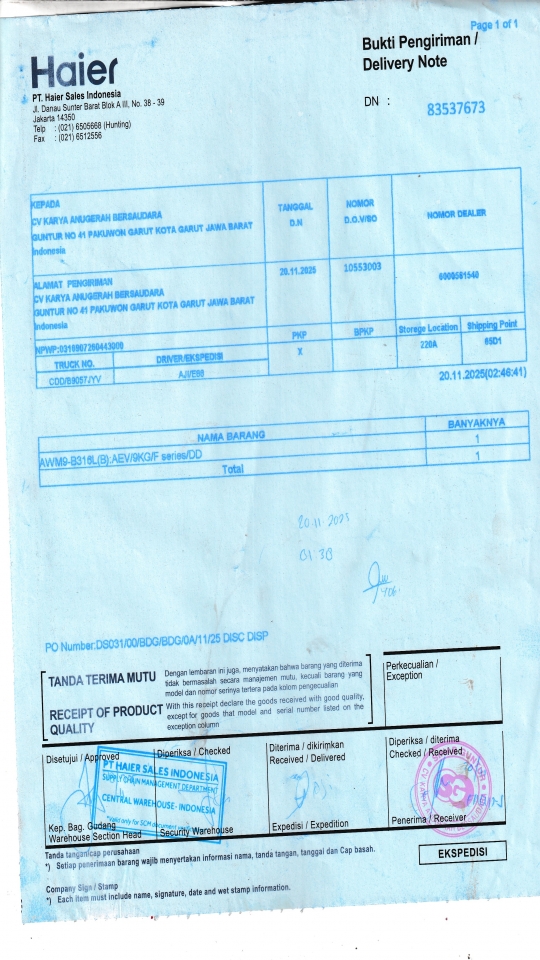 Page 1 of 1
Haier
Bukti Pengiriman /
Delivery Note
PT. Haier Sales Indonesia
Jl. Danau Sunter Barat Blok A III, No. 38 - 39
Jakarta 14350
Telp : (021) 6505668 (Hunting)
Fax : (021) 6512556
DN : 83537673
KEPADA
CV KARYA ANUGERAH BERSAUDARA
GUNTUR NO 41 PAKUWON GARUT KOTA GARUT JAWA BARAT
Indonesia
TANGGAL
D.N
NOMOR
D.O.V/SO
NOMOR DEALER
ALAMAT PENGIRIMAN
CV KARYA ANUGERAH BERSAUDARA
GUNTUR NO 41 PAKUWON GARUT KOTA GARUT JAWA BARAT
Indonesia
20.11.2025
10553003
PKP
BPKP
Storege Location
Shipping Point
X
220A
65D1
TRUCK NO.
DRIVER/EKSPEDISI
CDD/B9057JYV
20.11.2025(02:46:41)
NAMA BARANG
BANYAKNYA
AWM9-B316L(B):AEV/9KG/F series/DD
1
Total
1
20.11.2025
01.30
PO Number:DS031/00/BDG/BDG/0A/11/25 DISC DISP
TANDA TERIMA MUTU
Dengan lembaran ini juga, menyatakan bahwa barang yang diterima
tidak bermasalah secara manajemen mutu, kecuali barang yang
model dan nomor serinya tertera pada kolom pengecualian
RECEIPT OF PRODUCT
QUALITY
With this receipt declare the goods received with good quality,
except for goods that model and serial number listed on the
exception column
Perkecualian /
Exception
Disetujui / Approved
Diperiksa / Checked
Diterima / dikirimkan
Received / Delivered
Diperiksa / diterima
Checked / Received
PT HAIER SALES INDONESIA
SUPPLY CHAIN MANAGEMENT DEPARTMENT
CENTRAL WAREHOUSE - INDONESIA
Kep. Bag. Gudang
Warehouse Section Head
Security Warehouse
Expedisi / Expedition
Penerima / Receiver
Tanda tangan/cap perusahaan
*) Setiap penerimaan barang wajib menyertakan informasi nama, tanda tangan, tanggal dan Cap basah.
EKSPEDISI
Company Sign / Stamp
*) Each item must include name, signature, date and wet stamp information.